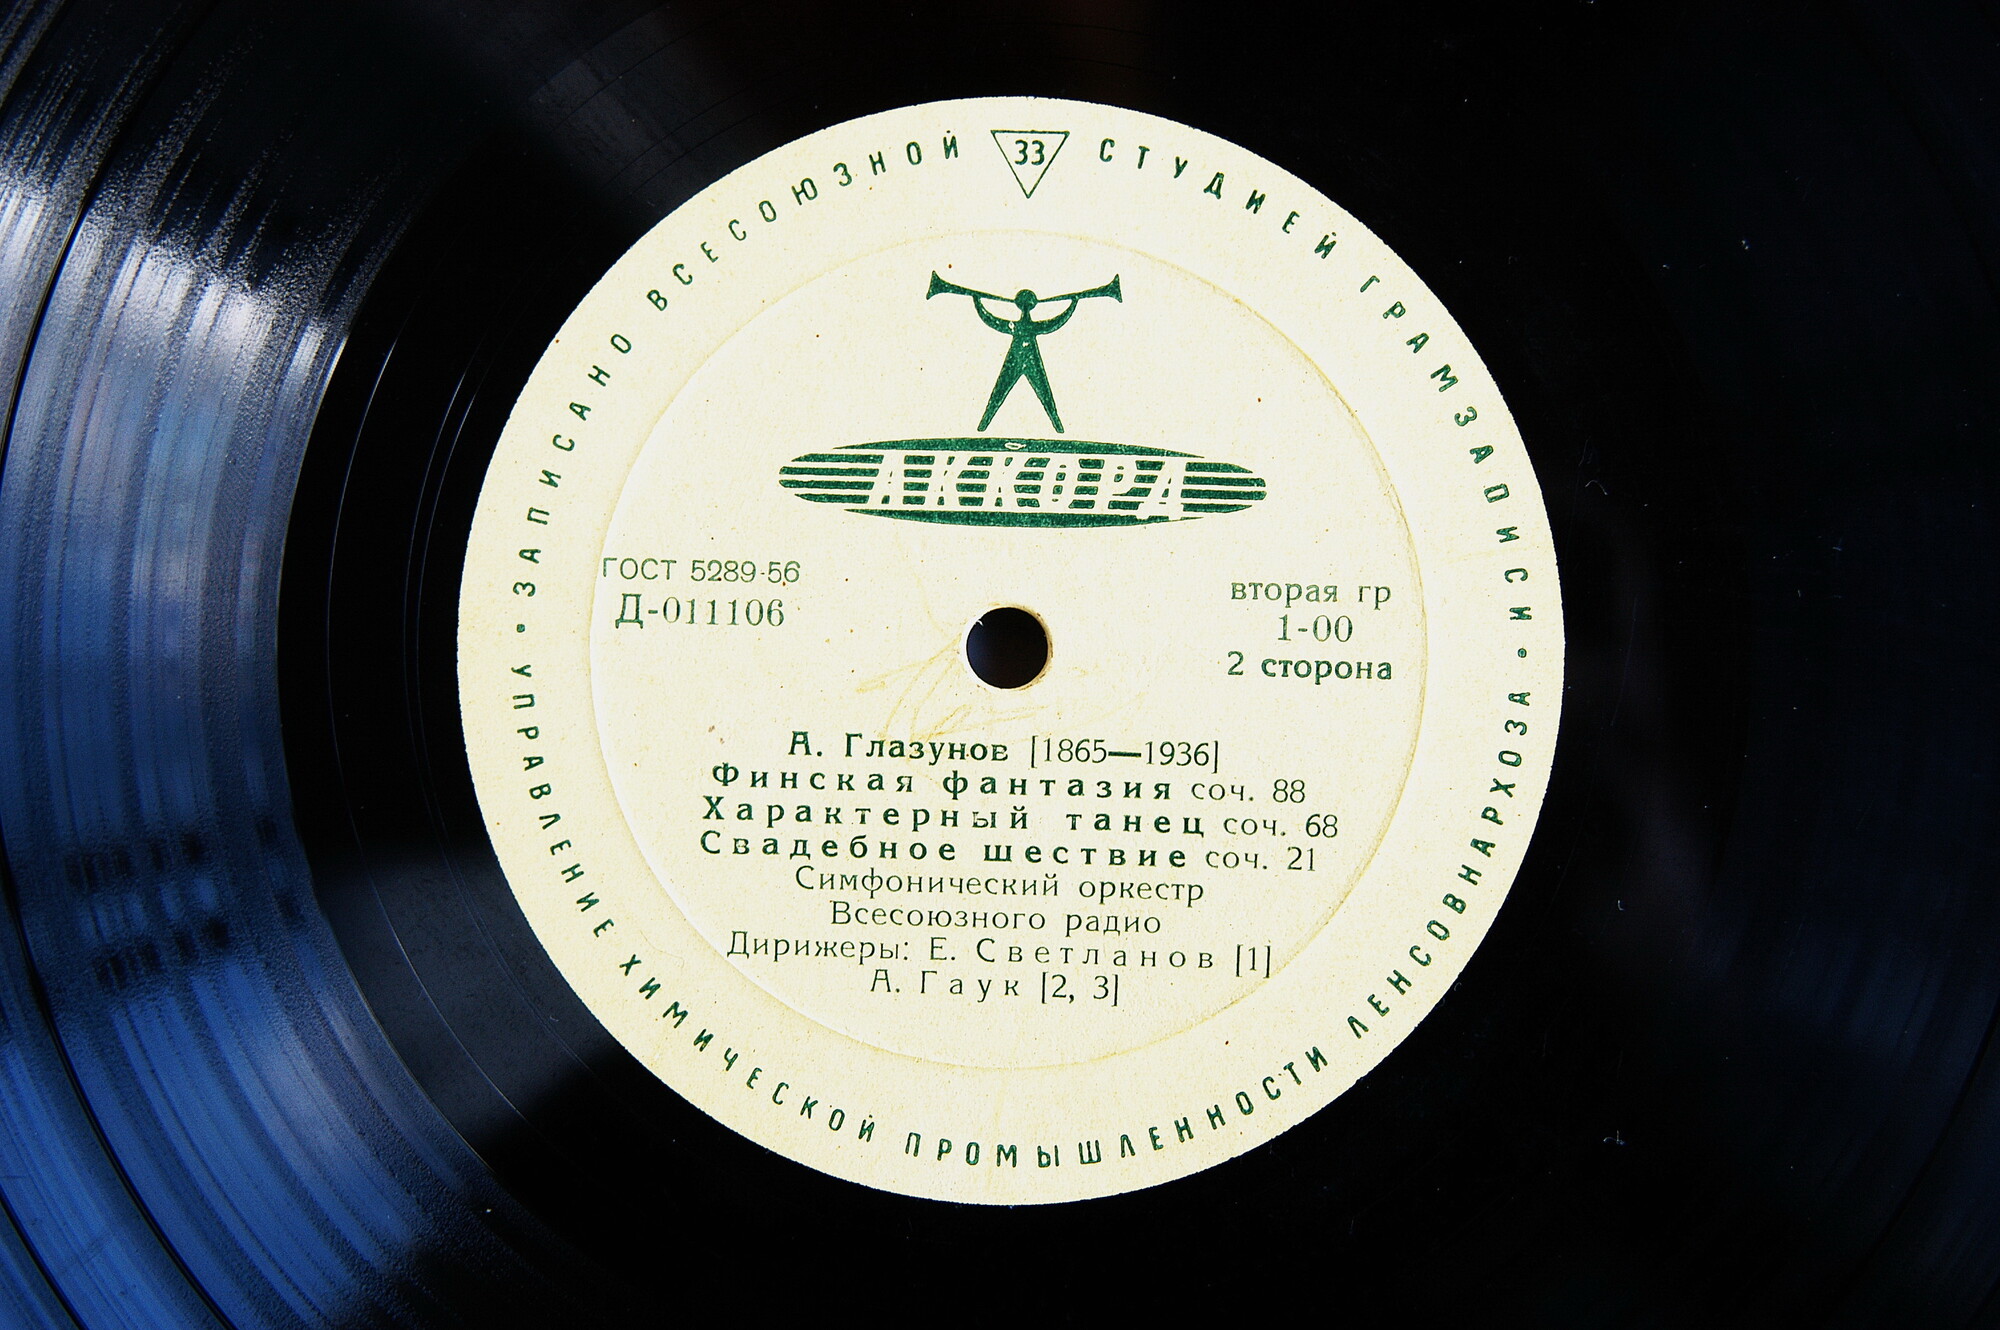 ЗАПИСАНО ВСЕСОЮЗНОЙ СТУДИЕЙ ГРАМЗАПИСИ
33
АККОРД
ГОСТ 5289-56
Д-011106
вторая гр
1-00
2 сторона
А. Глазунов [1865—1936]
Финская фантазия соч. 88
Характерный танец соч. 68
Свадебное шествие соч. 21
Симфонический оркестр
Всесоюзного радио
Дирижеры: Е. Светланов [1]
А. Гаук [2, 3]
УПРАВЛЕНИЕ ХИМИЧЕСКОЙ ПРОМЫШЛЕННОСТИ ЛЕНСОВНАРХОЗА